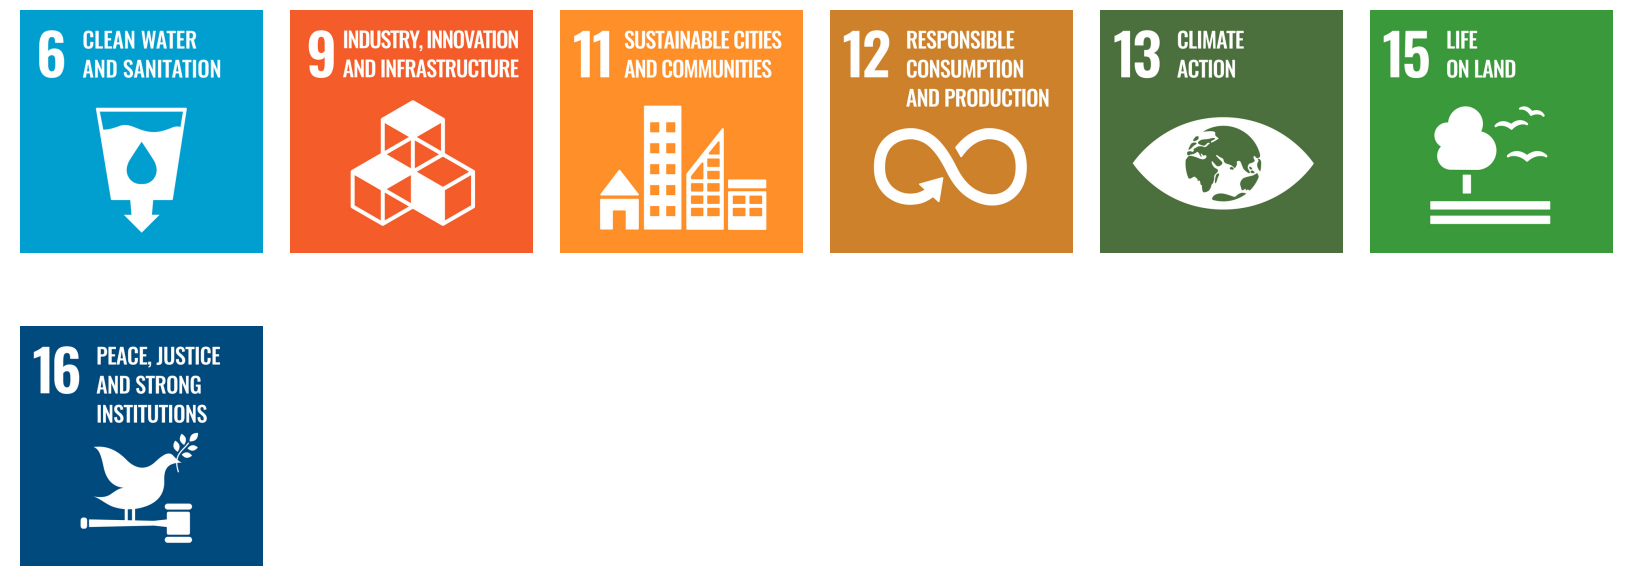 6 CLEAN WATER
AND SANITATION
9 INDUSTRY, INNOVATION
AND INFRASTRUCTURE
11 SUSTAINABLE CITIES
AND COMMUNITIES
12 RESPONSIBLE
CONSUMPTION
AND PRODUCTION
13 CLIMATE
ACTION
15 LIFE
ON LAND
16 PEACE, JUSTICE
AND STRONG
INSTITUTIONS